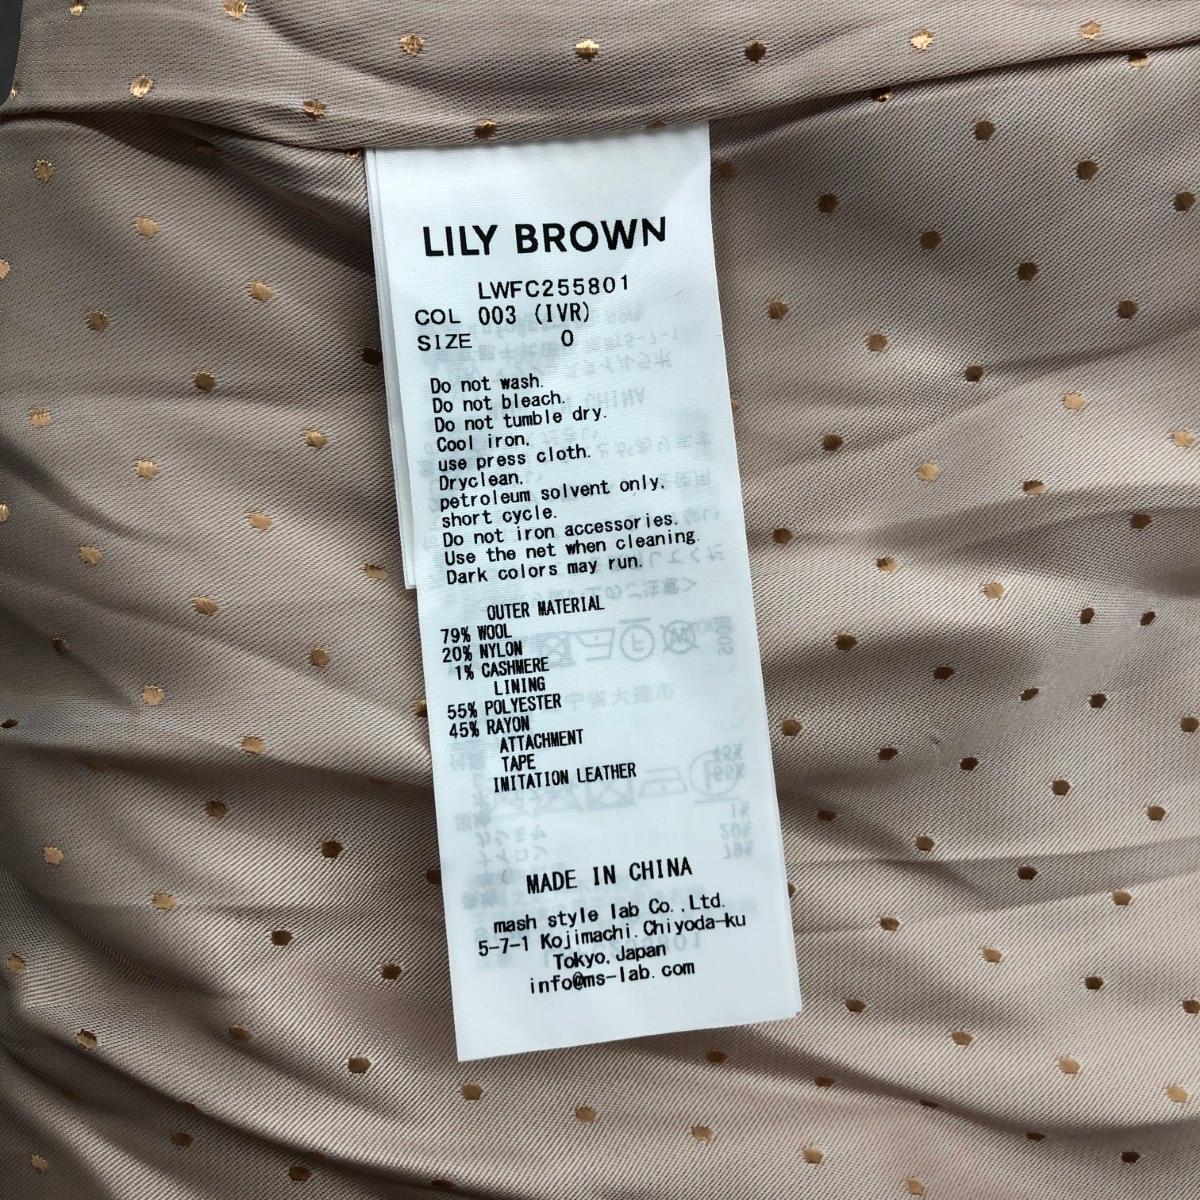 LILY BROWN
LWFC255801
COL 003 (IVR)
SIZE 0
Do not wash.
Do not bleach.
Do not tumble dry.
Cool iron.
use press cloth.
Dryclean.
petroleum solvent only.
short cycle.
Do not iron accessories.
Use the net when cleaning.
Dark colors may run.
OUTER MATERIAL
79% WOOL
20% NYLON
1% CASHMERE
LINING
55% POLYESTER
45% RAYON
ATTACHMENT
TAPE
IMITATION LEATHER
MADE IN CHINA
mash style lab Co.,Ltd.
5-7-1 Kojimachi.Chiyoda-ku
Tokyo,Japan
info@ms-lab.com